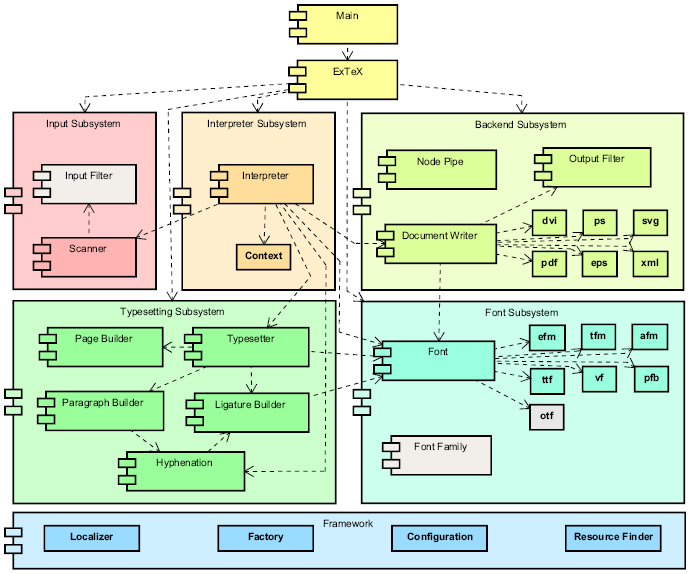 Main
ExTeX
Input Subsystem
Interpreter Subsystem
Backend Subsystem
Input Filter
Interpreter
Node Pipe
Output Filter
Scanner
Context
Document Writer
dvi
ps
svg
pdf
eps
xml
Typesetting Subsystem
Font Subsystem
Page Builder
Typesetter
Font
efm
tfm
afm
ttf
vf
pfb
Paragraph Builder
Ligature Builder
otf
Hyphenation
Font Family
Framework
Localizer
Factory
Configuration
Resource Finder